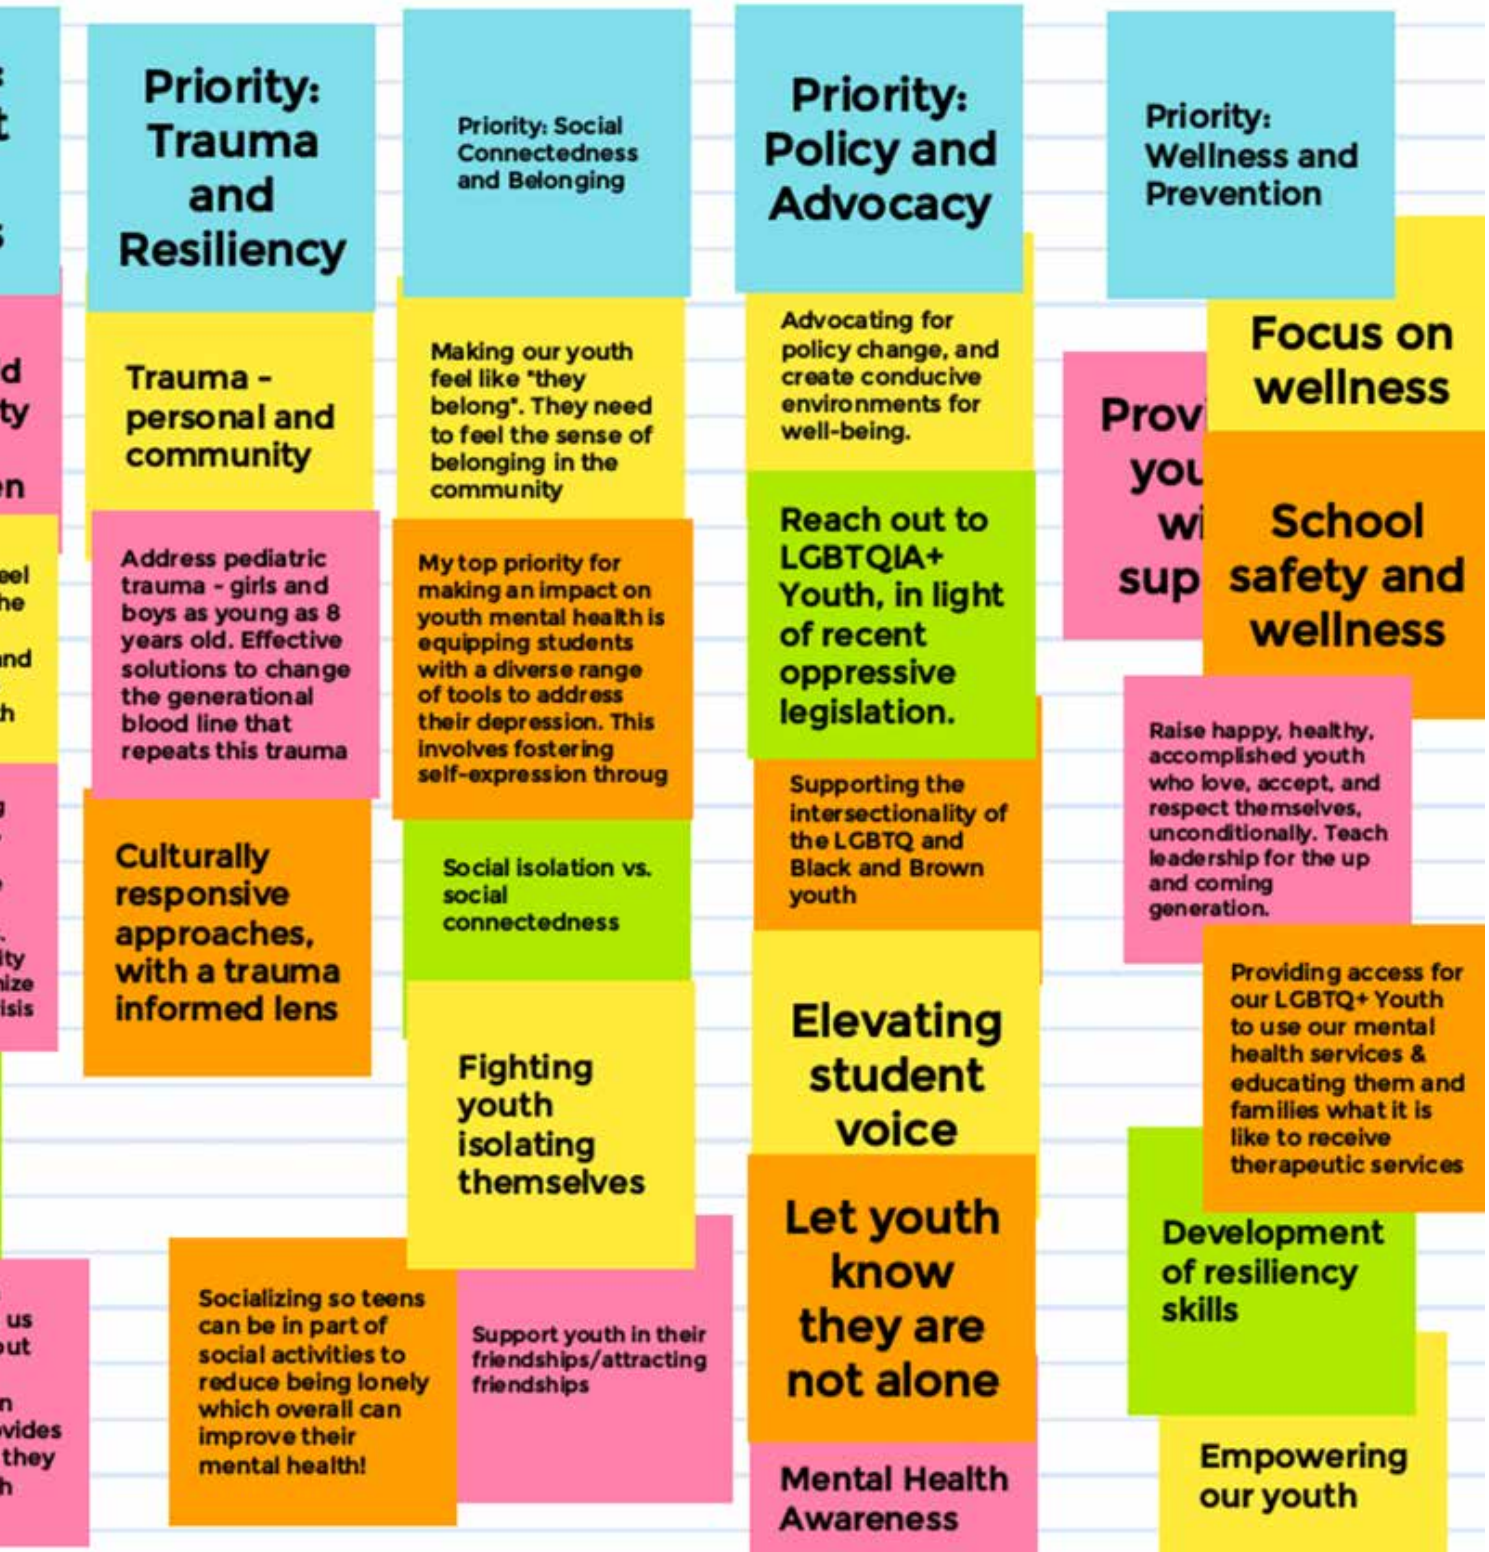 Priority:
Trauma
and
Resiliency
Trauma -
personal and
community
Address pediatric
trauma - girls and
boys as young as 8
years old. Effective
solutions to change
the generational
blood line that
repeats this trauma
Culturally
responsive
approaches,
with a trauma
informed lens
Priority: Social
Connectedness
and Belonging
Making our youth
feel like "they
belong". They need
to feel the sense of
belonging in the
community
My top priority for
making an impact on
youth mental health is
equipping students
with a diverse range
of tools to address
their depression. This
involves fostering
self-expression throug
Social isolation vs.
social
connectedness
Fighting
youth
isolating
themselves
Socializing so teens
can be in part of
social activities to
reduce being lonely
which overall can
improve their
mental health!
Support youth in their
friendships/attracting
friendships
Priority:
Policy and
Advocacy
Advocating for
policy change, and
create conducive
environments for
well-being.
Reach out to
LGBTQIA+
Youth, in light
of recent
oppressive
legislation.
Supporting the
intersectionality of
the LGBTQ and
Black and Brown
youth
Elevating
student
voice
Let youth
know
they are
not alone
Mental Health
Awareness
Priority:
Wellness and
Prevention
Focus on
wellness
School
safety and
wellness
Raise happy, healthy,
accomplished youth
who love, accept, and
respect themselves,
unconditionally. Teach
leadership for the up
and coming
generation.
Providing access for
our LGBTQ+ Youth
to use our mental
health services &
educating them and
families what it is
like to receive
therapeutic services
Development
of resiliency
skills
Empowering
our youth